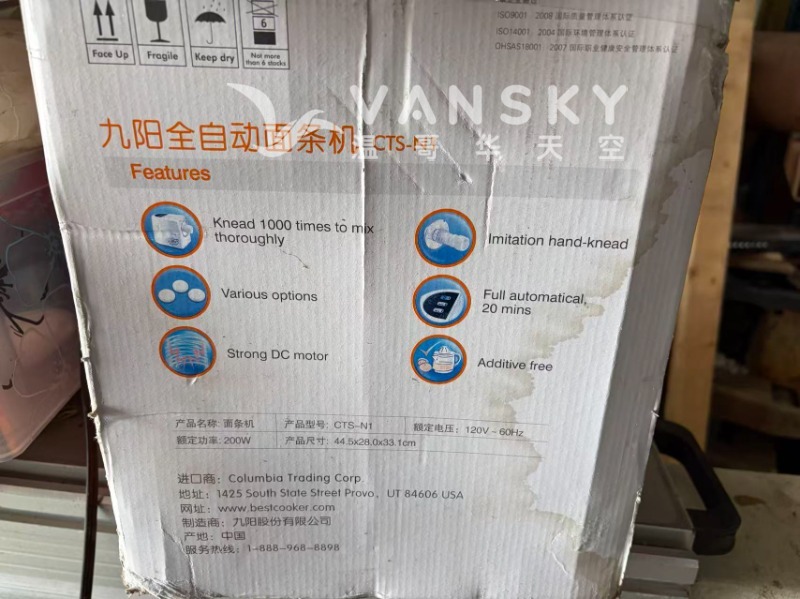 6
Face Up
Fragile
Keep dry
Not more
than 6 stacks
ISO9001 : 2008 国际质量管理体系认证
ISO14001 : 2004 国际环境管理体系认证
OHSAS18001 : 2007 国际职业健康安全管理体系认证
VANSKY
温哥华天空
九阳全自动面条机 CTS-N1
Features
Knead 1000 times to mix
thoroughly
Imitation hand-knead
Various options
Full automatical,
20 mins
Strong DC motor
Additive free
产品名称: 面条机 产品型号: CTS-N1 额定电压: 120V~60Hz
额定功率: 200W 产品尺寸: 44.5x28.0x33.1cm
进口商: Columbia Trading Corp.
地址: 1425 South State Street Provo, UT 84606 USA
网址: www.bestcooker.com
制造商: 九阳股份有限公司
产地: 中国
服务热线: 1-888-968-8898